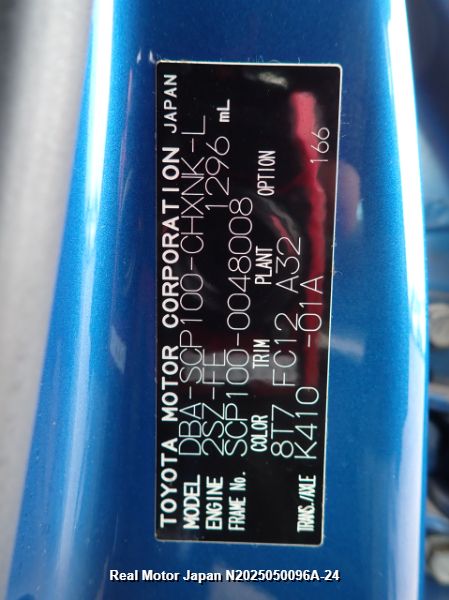 TOYOTA MOTOR CORPORATION JAPAN
MODEL DBA-SCP100-CHXNK-L
ENGINE 2SZ-FE 1296 mL
FRAME No. SCP100-0048008
COLOR TRIM PLANT OPTION
8T7 FC12 A32
TRANS./AXLE K410 -01A 166
Real Motor Japan N2025050096A-24